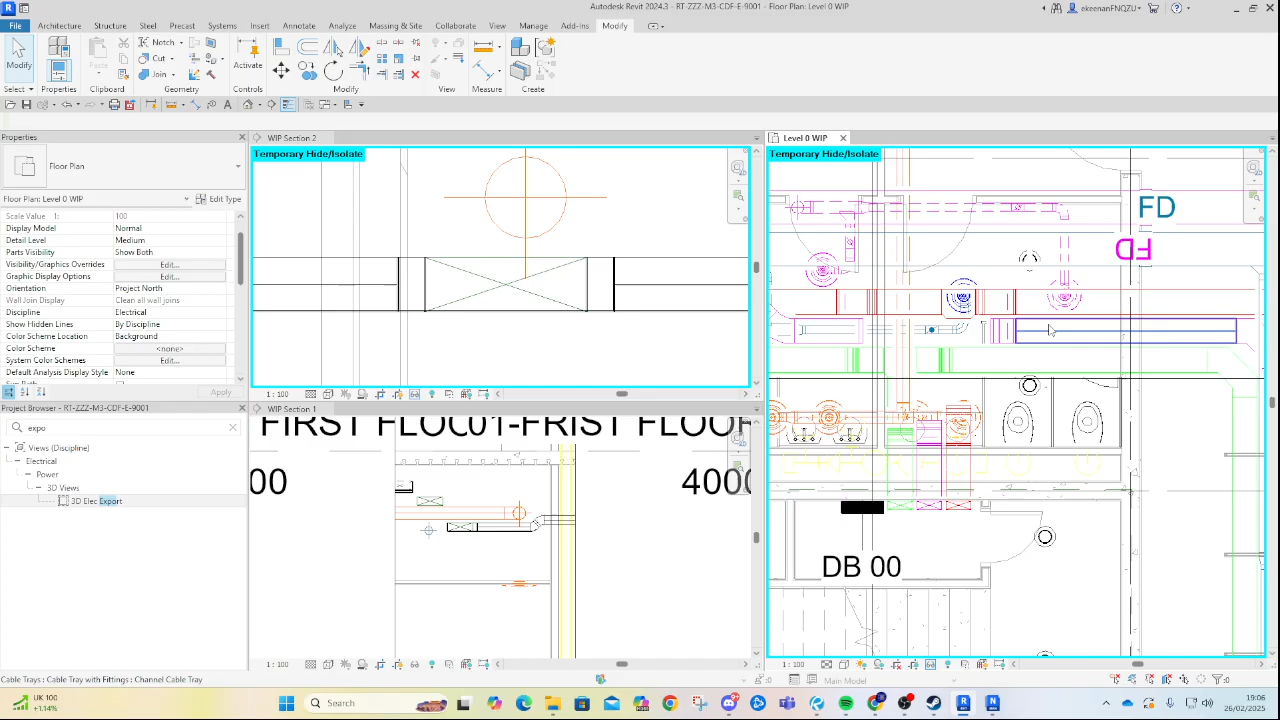 Autodesk Revit 2024.3 - RT-ZZZ-M3-CDF-E-9001 - Floor Plan: Level 0 WIP
ekeenanFNQZU
File Architecture Structure Steel Precast Systems Insert Annotate Analyze Massing & Site Collaborate View Manage Add-Ins Modify
Modify
Properties
Paste
Notch
Cut
Join
Activate
Select Properties Clipboard Geometry Controls Modify View Measure Create
Properties
Floor Plan
Floor Plan: Level 0 WIP
Edit Type
Scale Value 1: 100
Display Model Normal
Detail Level Medium
Parts Visibility Show Both
Visibility/Graphics Overrides Edit...
Graphic Display Options Edit...
Orientation Project North
Wall Join Display Clean all wall joins
Discipline Electrical
Show Hidden Lines By Discipline
Color Scheme Location Background
Color Scheme <none>
System Color Schemes Edit...
Default Analysis Display Style None
Apply
Project Browser - RT-ZZZ-M3-CDF-E-9001
expo
Views (Discipline)
Electrical
Power
3D Views
3D Elec Export
WIP Section 2
Temporary Hide/Isolate
1 : 100
WIP Section 1
FIRST FLOO01-FRIST FLOOR
00
4000
1 : 100
Level 0 WIP
Temporary Hide/Isolate
FD
FD
DB 00
1 : 100
Cable Trays : Cable Tray with Fittings : Channel Cable Tray
:0
Main Model
:0
UK 100
+1.14%
Search
19:06
26/02/2025